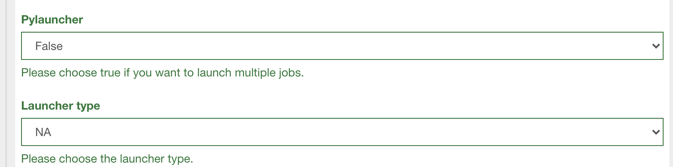 Pylauncher
False
Please choose true if you want to launch multiple jobs.
Launcher type
NA
Please choose the launcher type.